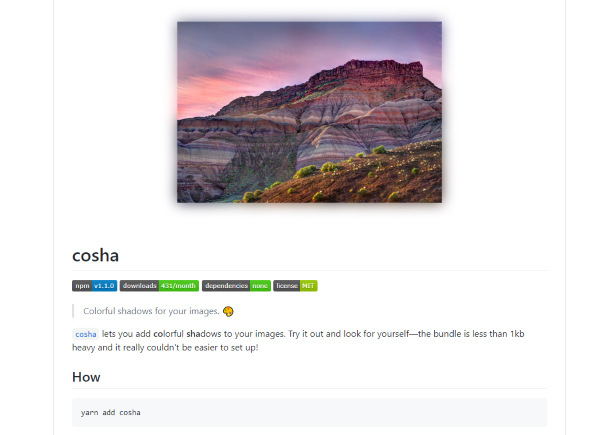 cosha
npm v1.1.0 downloads 431/month dependencies none license MIT
Colorful shadows for your images. 🎨
cosha lets you add colorful shadows to your images. Try it out and look for yourself—the bundle is less than 1kb
heavy and it really couldn't be easier to set up!
How
yarn add cosha